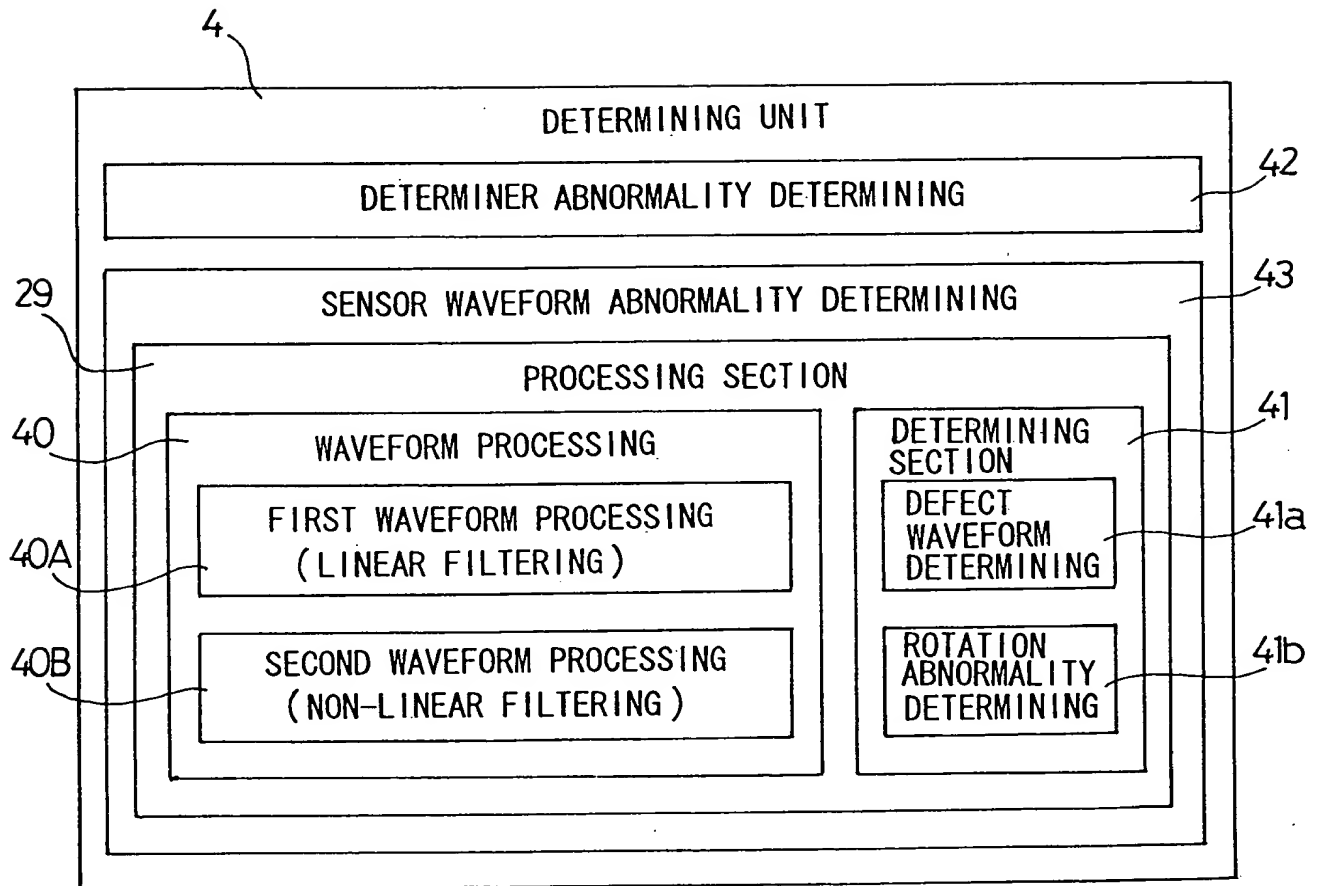 4
DETERMINING UNIT
DETERMINER ABNORMALITY DETERMINING
42
29
SENSOR WAVEFORM ABNORMALITY DETERMINING
43
PROCESSING SECTION
40
WAVEFORM PROCESSING
40A
FIRST WAVEFORM PROCESSING
(LINEAR FILTERING)
40B
SECOND WAVEFORM PROCESSING
(NON-LINEAR FILTERING)
41
DETERMINING
SECTION
41a
DEFECT
WAVEFORM
DETERMINING
41b
ROTATION
ABNORMALITY
DETERMINING